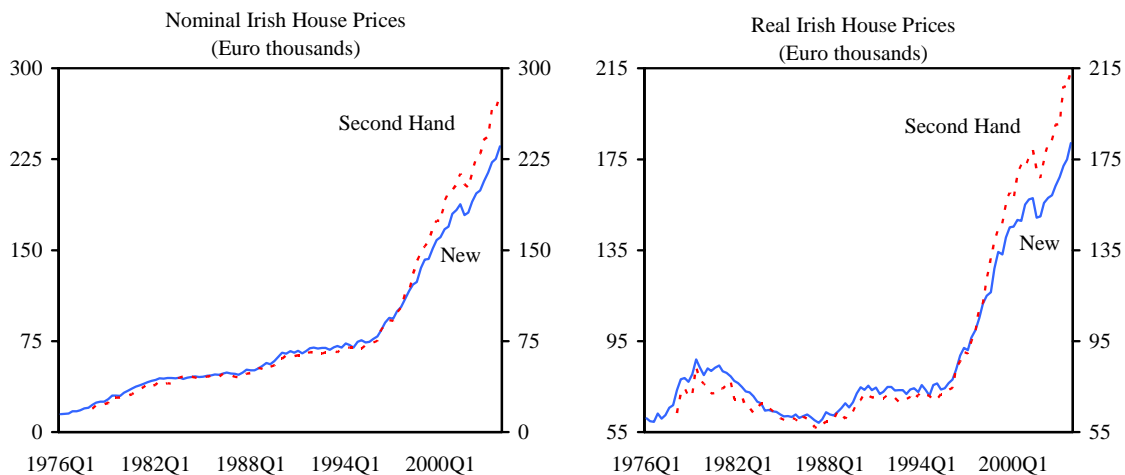 Nominal Irish House Prices
(Euro thousands)
300
300
Second Hand
225
225
150
150
New
75
75
0
0
1976Q1 1982Q1 1988Q1 1994Q1 2000Q1
Real Irish House Prices
(Euro thousands)
215
215
Second Hand
175
175
135
135
New
95
95
55
55
1976Q1 1982Q1 1988Q1 1994Q1 2000Q1